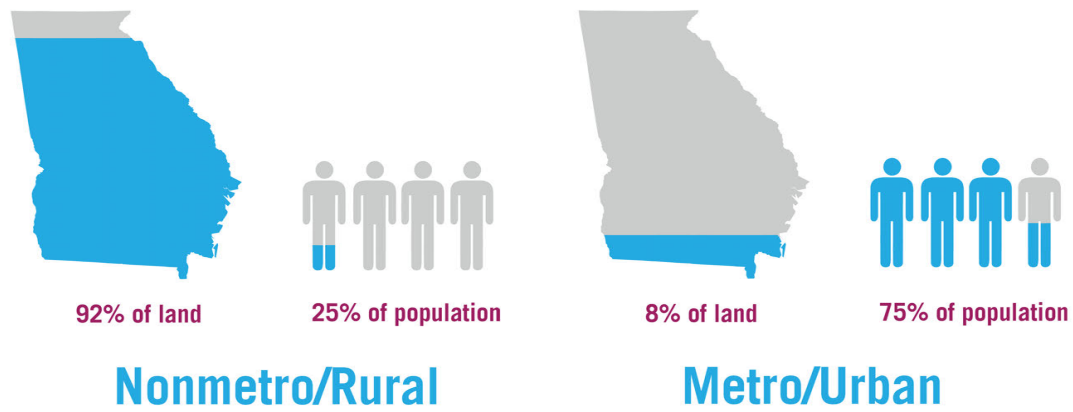 92% of land
25% of population
8% of land
75% of population
Nonmetro/Rural
Metro/Urban